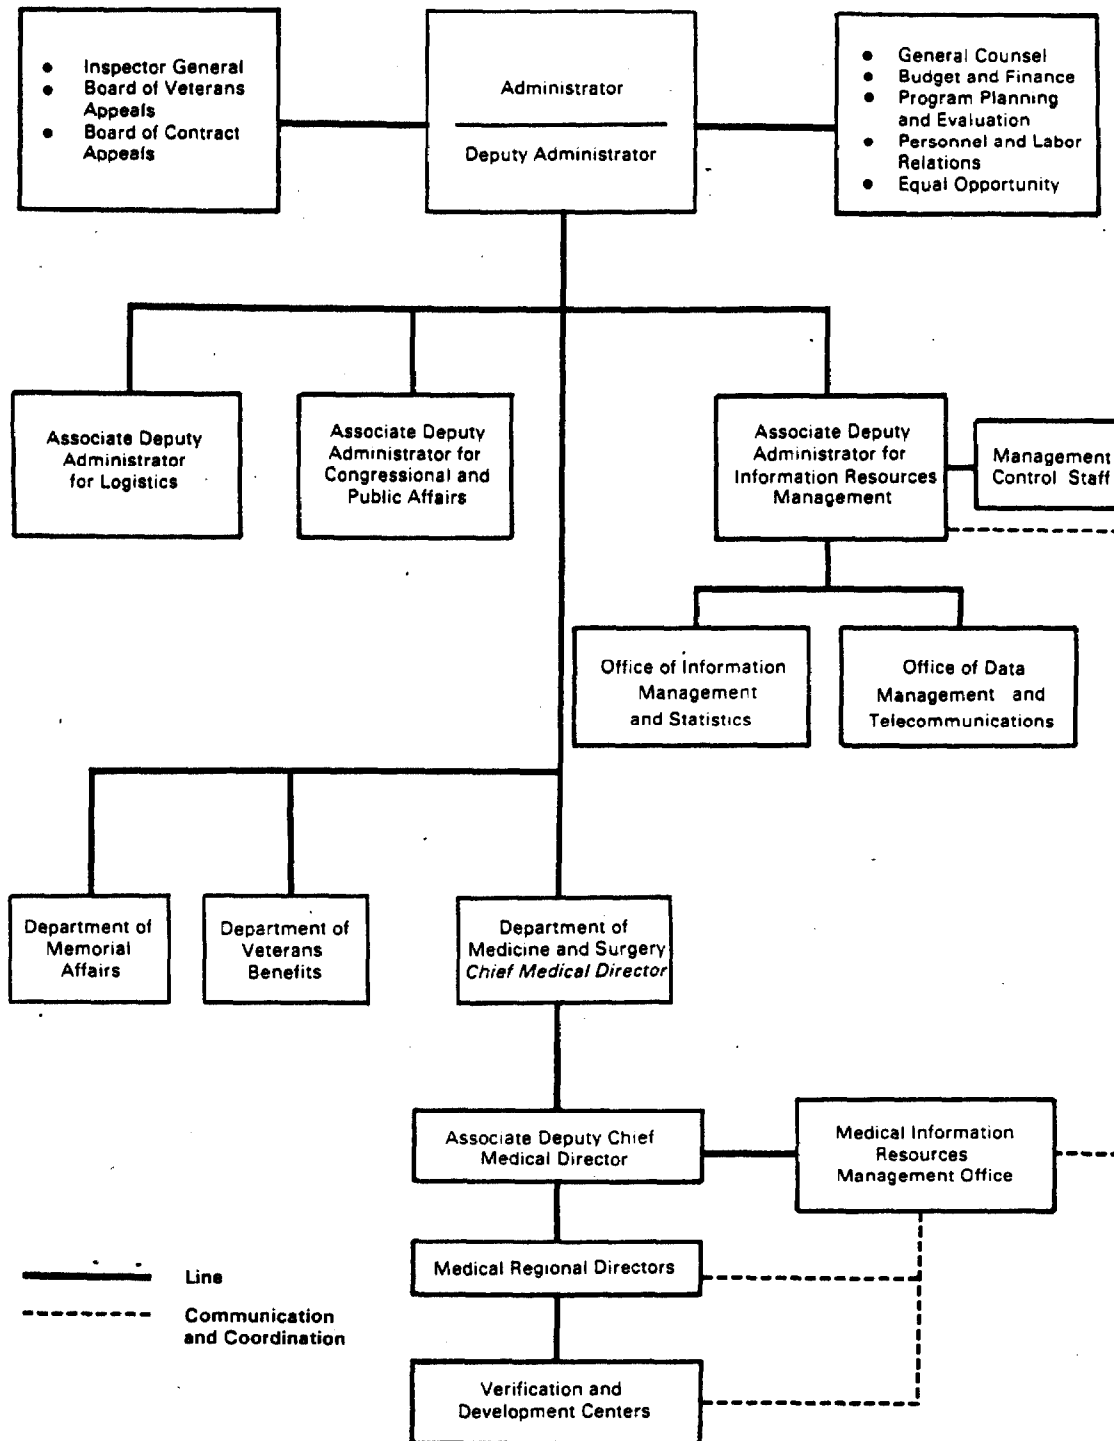 • Inspector General
• Board of Veterans
Appeals
• Board of Contract
Appeals
Administrator
Deputy Administrator
• General Counsel
• Budget and Finance
• Program Planning
and Evaluation
• Personnel and Labor
Relations
• Equal Opportunity
Associate Deputy
Administrator
for Logistics
Associate Deputy
Administrator for
Congressional and
Public Affairs
Associate Deputy
Administrator for
Information Resources
Management
Management
Control Staff
Office of Information
Management
and Statistics
Office of Data
Management and
Telecommunications
Department of
Memorial
Affairs
Department of
Veterans
Benefits
Department of
Medicine and Surgery
Chief Medical Director
Associate Deputy Chief
Medical Director
Medical Information
Resources
Management Office
Medical Regional Directors
Line
Communication
and Coordination
Verification and
Development Centers